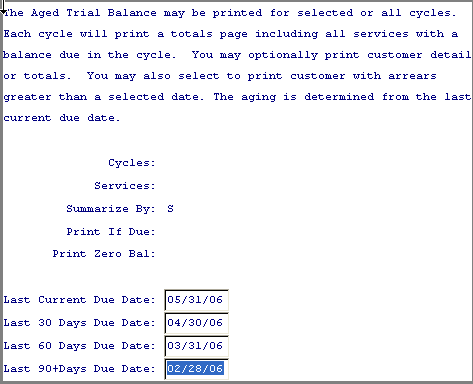 The Aged Trial Balance may be printed for selected or all cycles.
Each cycle will print a totals page including all services with a
balance due in the cycle.  You may optionally print customer detail
or totals.  You may also select to print customer with arrears
greater than a selected date. The aging is determined from the last
current due date.
Cycles:
Services:
Summarize By: S
Print If Due:
Print Zero Bal:
Last Current Due Date: 05/31/06
Last 30 Days Due Date: 04/30/06
Last 60 Days Due Date: 03/31/06
Last 90+Days Due Date: 02/28/06